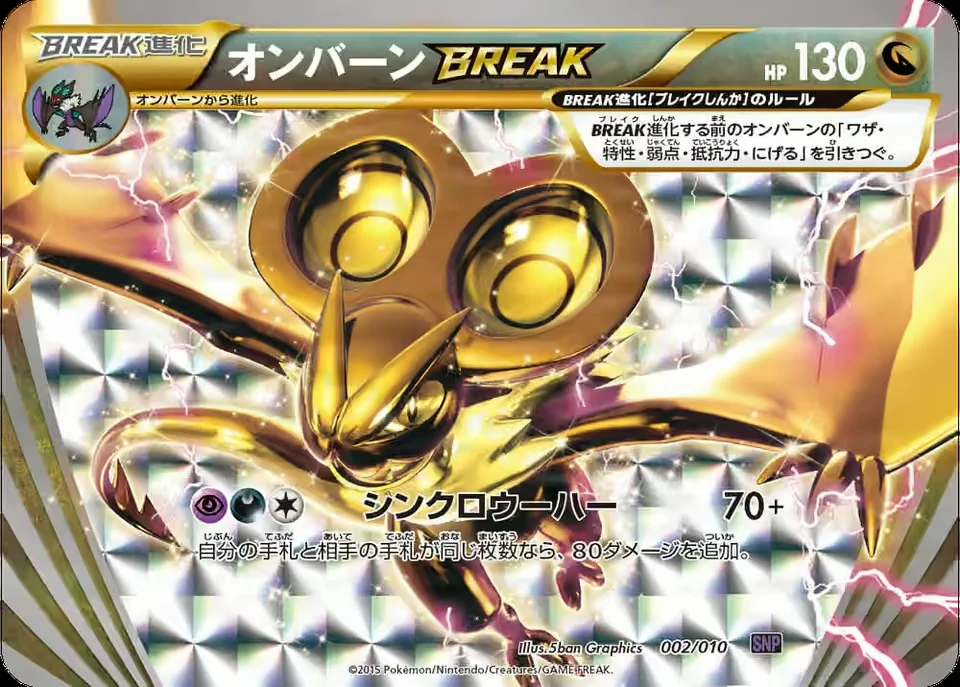 BREAK進化
オンバーン BREAK
HP 130
オンバーンから進化
BREAK進化[ブレイクしんか]のルール
BREAK進化する前のオンバーンの「ワザ・
特性・弱点・抵抗力・にげる」を引きつぐ。
シンクロウーハー 70+
自分の手札と相手の手札が同じ枚数なら、80ダメージを追加。
Illus.5ban Graphics 002/010 SNP
©2015 Pokémon/Nintendo/Creatures/GAME FREAK.